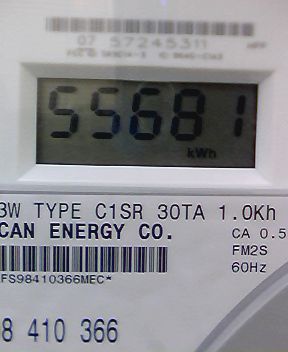 07 57245311
55681
kWh
3W TYPE C1SR 30TA 1.0Kh
CAN ENERGY CO.
CA 0.5
FM2S
60Hz
FS98410366MEC*
8 410 366